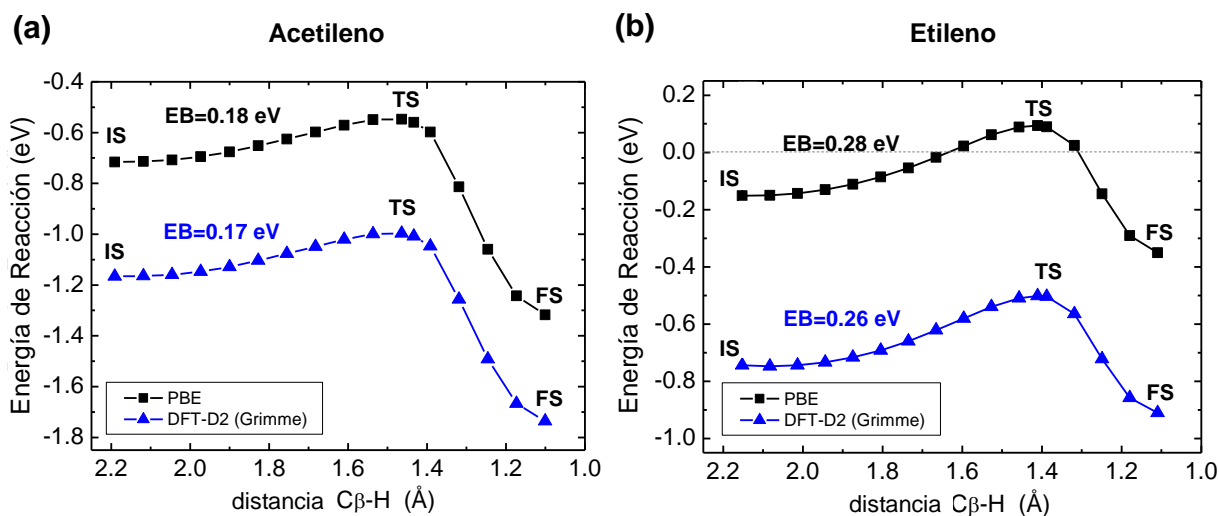 (a)
Acetileno
Energía de Reacción (eV)
-0.4
-0.6
-0.8
-1.0
-1.2
-1.4
-1.6
-1.8
IS
EB=0.18 eV
TS
FS
IS
EB=0.17 eV
TS
FS
PBE
DFT-D2 (Grimme)
2.2 2.0 1.8 1.6 1.4 1.2 1.0
distancia Cβ-H (Å)
(b)
Etileno
Energía de Reacción (eV)
0.2
0.0
-0.2
-0.4
-0.6
-0.8
-1.0
TS
EB=0.28 eV
IS
FS
TS
EB=0.26 eV
IS
FS
PBE
DFT-D2 (Grimme)
2.2 2.0 1.8 1.6 1.4 1.2 1.0
distancia Cβ-H (Å)